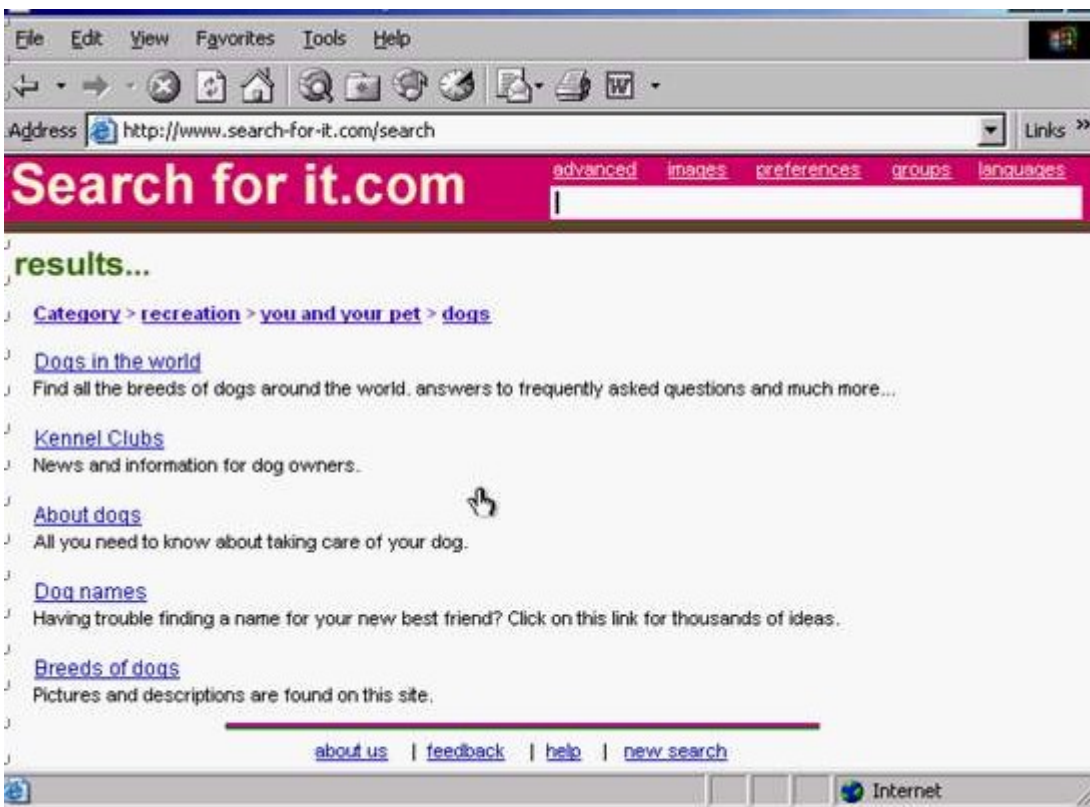 File Edit View Favorites Tools Help
W
Address http://www.search-for-it.com/search Links »
Search for it.com
advanced images preferences groups languages
results...
Category > recreation > you and your pet > dogs
Dogs in the world
Find all the breeds of dogs around the world. answers to frequently asked questions and much more...
Kennel Clubs
News and information for dog owners.
About dogs
All you need to know about taking care of your dog.
Dog names
Having trouble finding a name for your new best friend? Click on this link for thousands of ideas.
Breeds of dogs
Pictures and descriptions are found on this site.
about us | feedback | help | new search
Internet